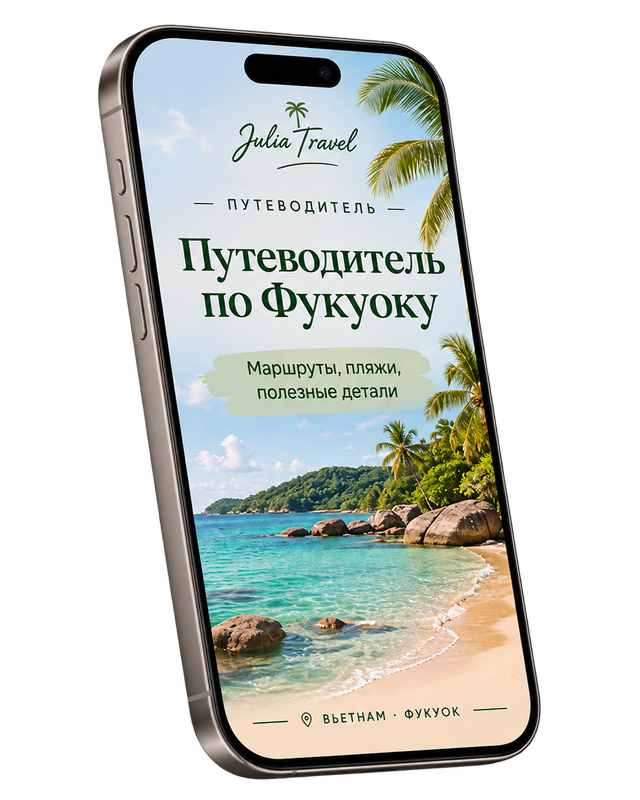 Julia Travel
ПУТЕВОДИТЕЛЬ
Путеводитель
по Фукуоку
Маршруты, пляжи,
полезные детали
ВЬЕТНАМ · ФУКУОК